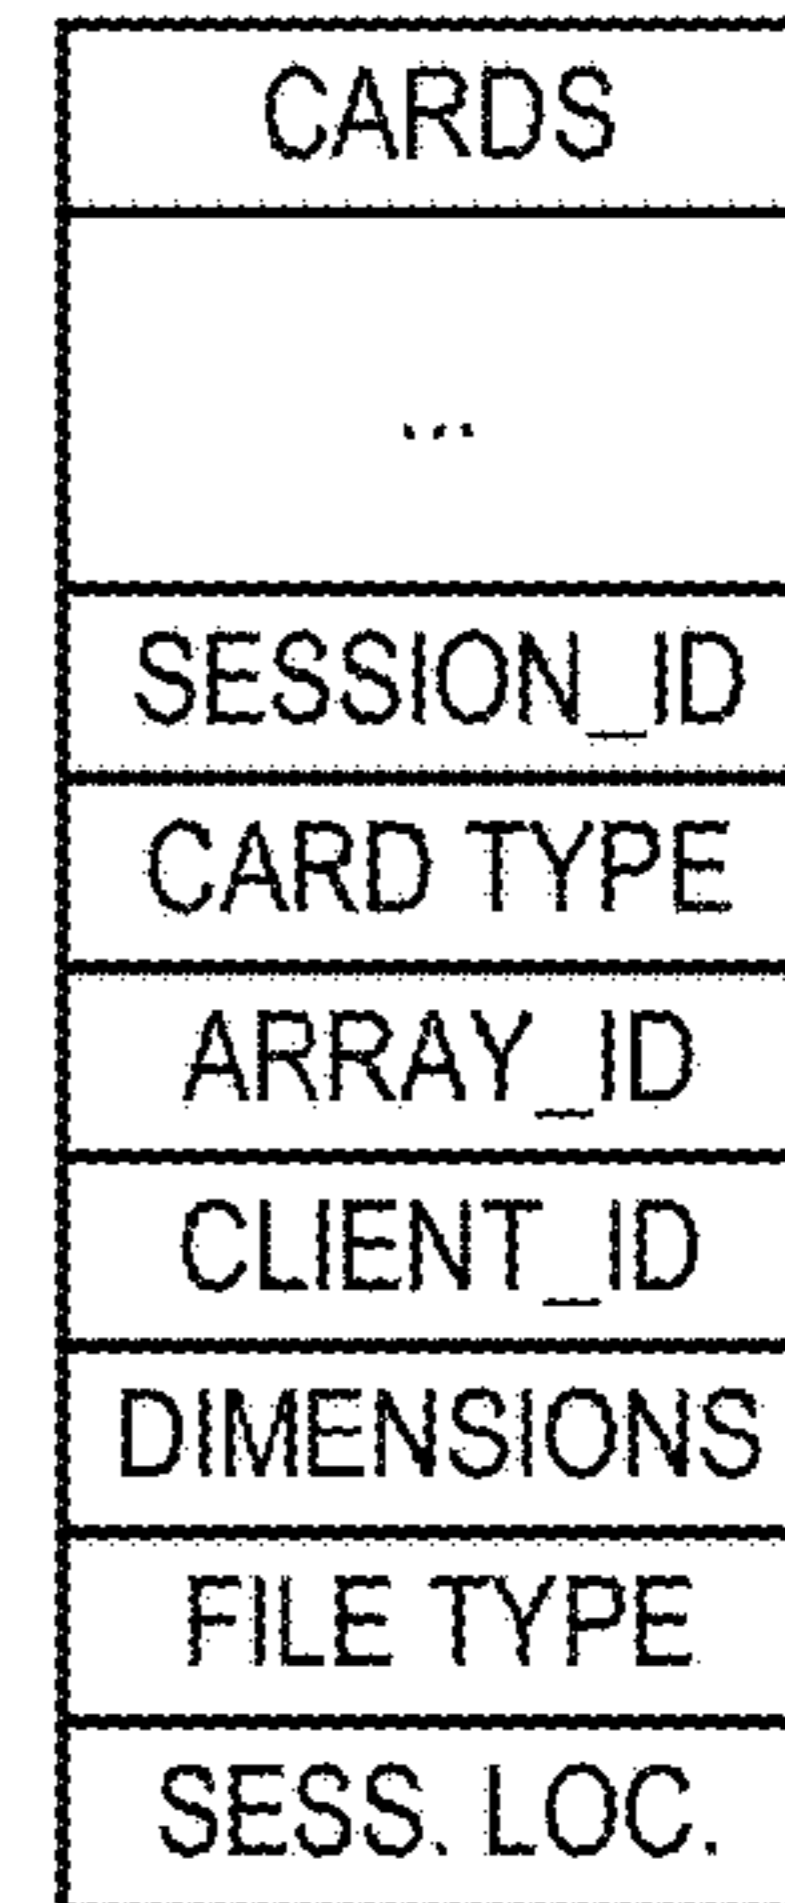 CARDS
...
SESSION_ID
CARD TYPE
ARRAY_ID
CLIENT_ID
DIMENSIONS
FILE TYPE
SESS. LOC.